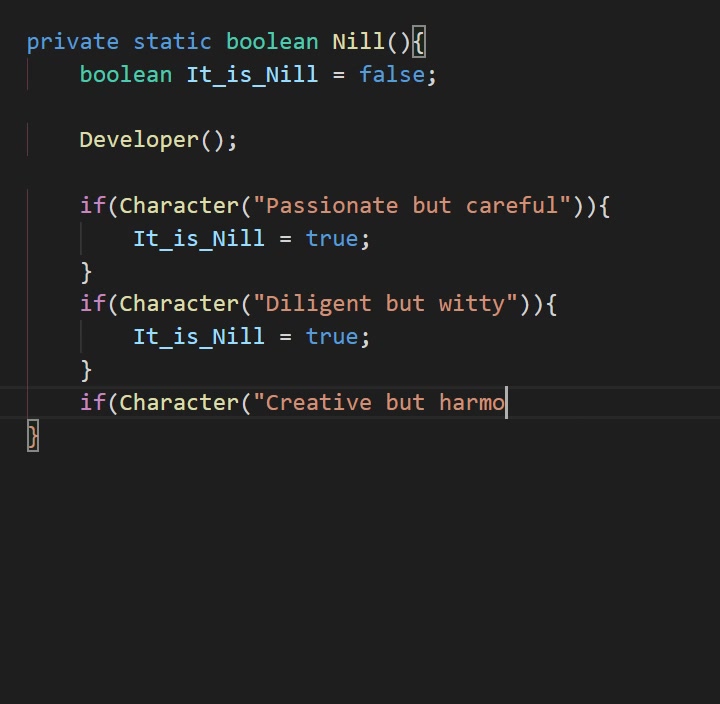 private static boolean Nill(){
    boolean It_is_Nill = false;
    Developer();
    if(Character("Passionate but careful")){
        It_is_Nill = true;
    }
    if(Character("Diligent but witty")){
        It_is_Nill = true;
    }
    if(Character("Creative but harmo
}